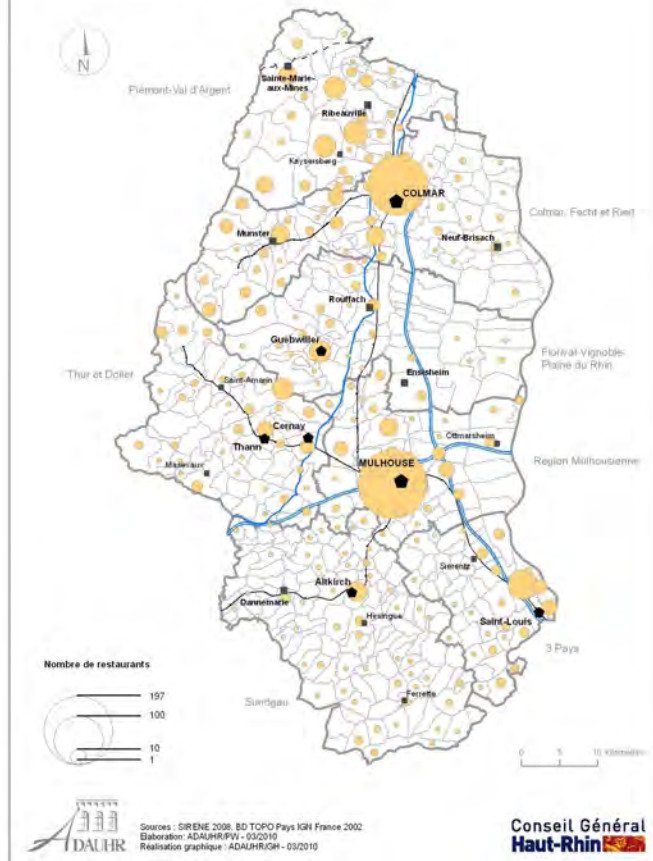 N
Piémont-Val d'Argent
Sainte-Marie-
aux-Mines
Ribeauvillé
Kaysersberg
COLMAR
Colmar, Fecht et Ried
Munster
Neuf-Brisach
Rouffach
Guebwiller
Florival-Vignoble-
Plaine du Rhin
Ensisheim
Thur et Doller
Saint-Amarin
Cernay
Thann
Ottmarsheim
MULHOUSE
Region Mulhousienne
Masevaux
Sierentz
Altkirch
Dannemarie
Hirsingue
Saint-Louis
3 Pays
Nombre de restaurants
197
100
10
1
Sundgau
Ferrette
0 5 10 Kilomètres
ADAUHR
Sources : SIRENE 2008, BD TOPO Pays IGN France 2002
Elaboration: ADAUHR/PW - 03/2010
Réalisation graphique : ADAUHR/GH - 03/2010
Conseil Général
Haut-Rhin